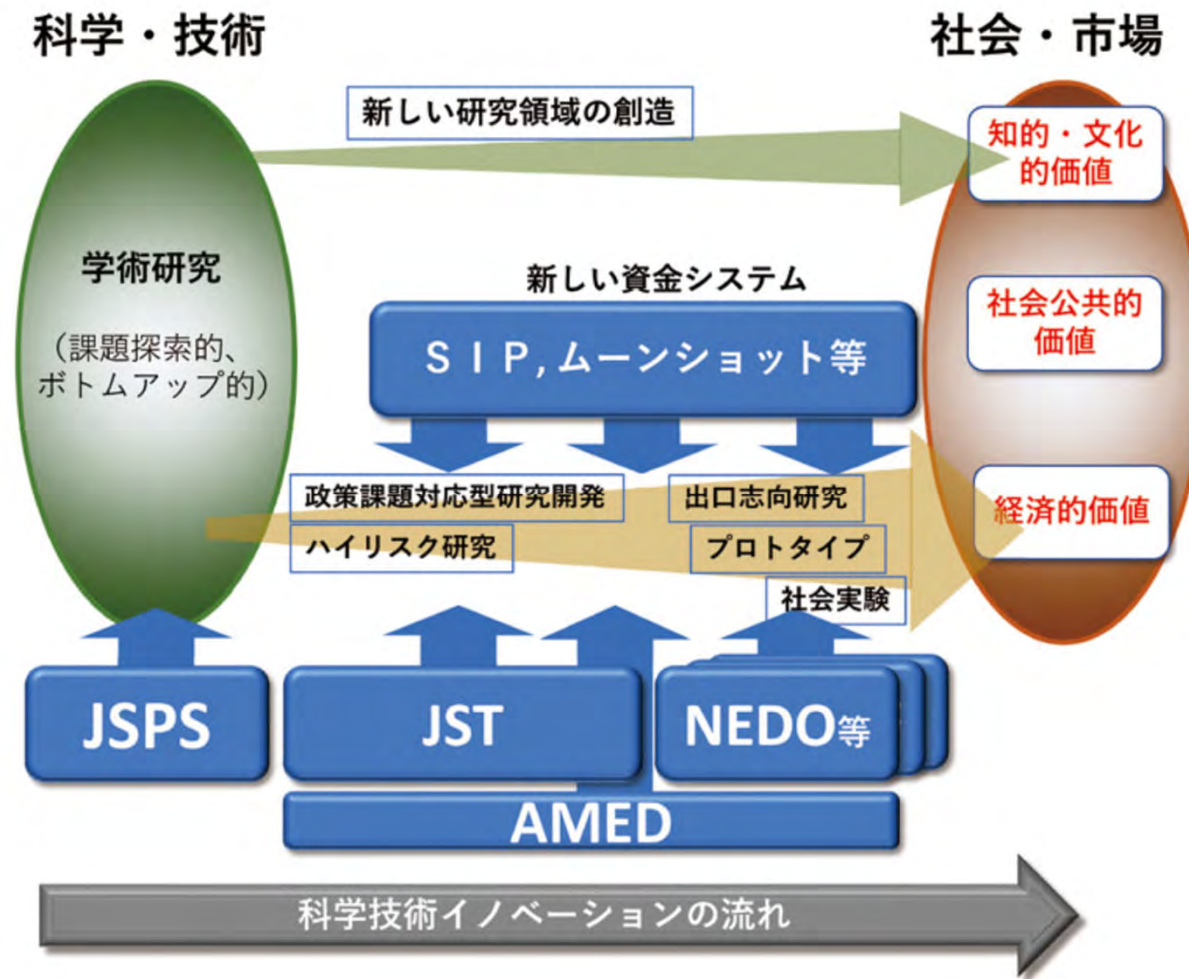 科学・技術
社会・市場
新しい研究領域の創造
知的・文化
的価値
学術研究
（課題探索的、
ボトムアップ的）
新しい資金システム
ＳＩＰ,ムーンショット等
社会公共的
価値
政策課題対応型研究開発
出口志向研究
経済的価値
ハイリスク研究
プロトタイプ
社会実験
JSPS
JST
NEDO等
AMED
科学技術イノベーションの流れ